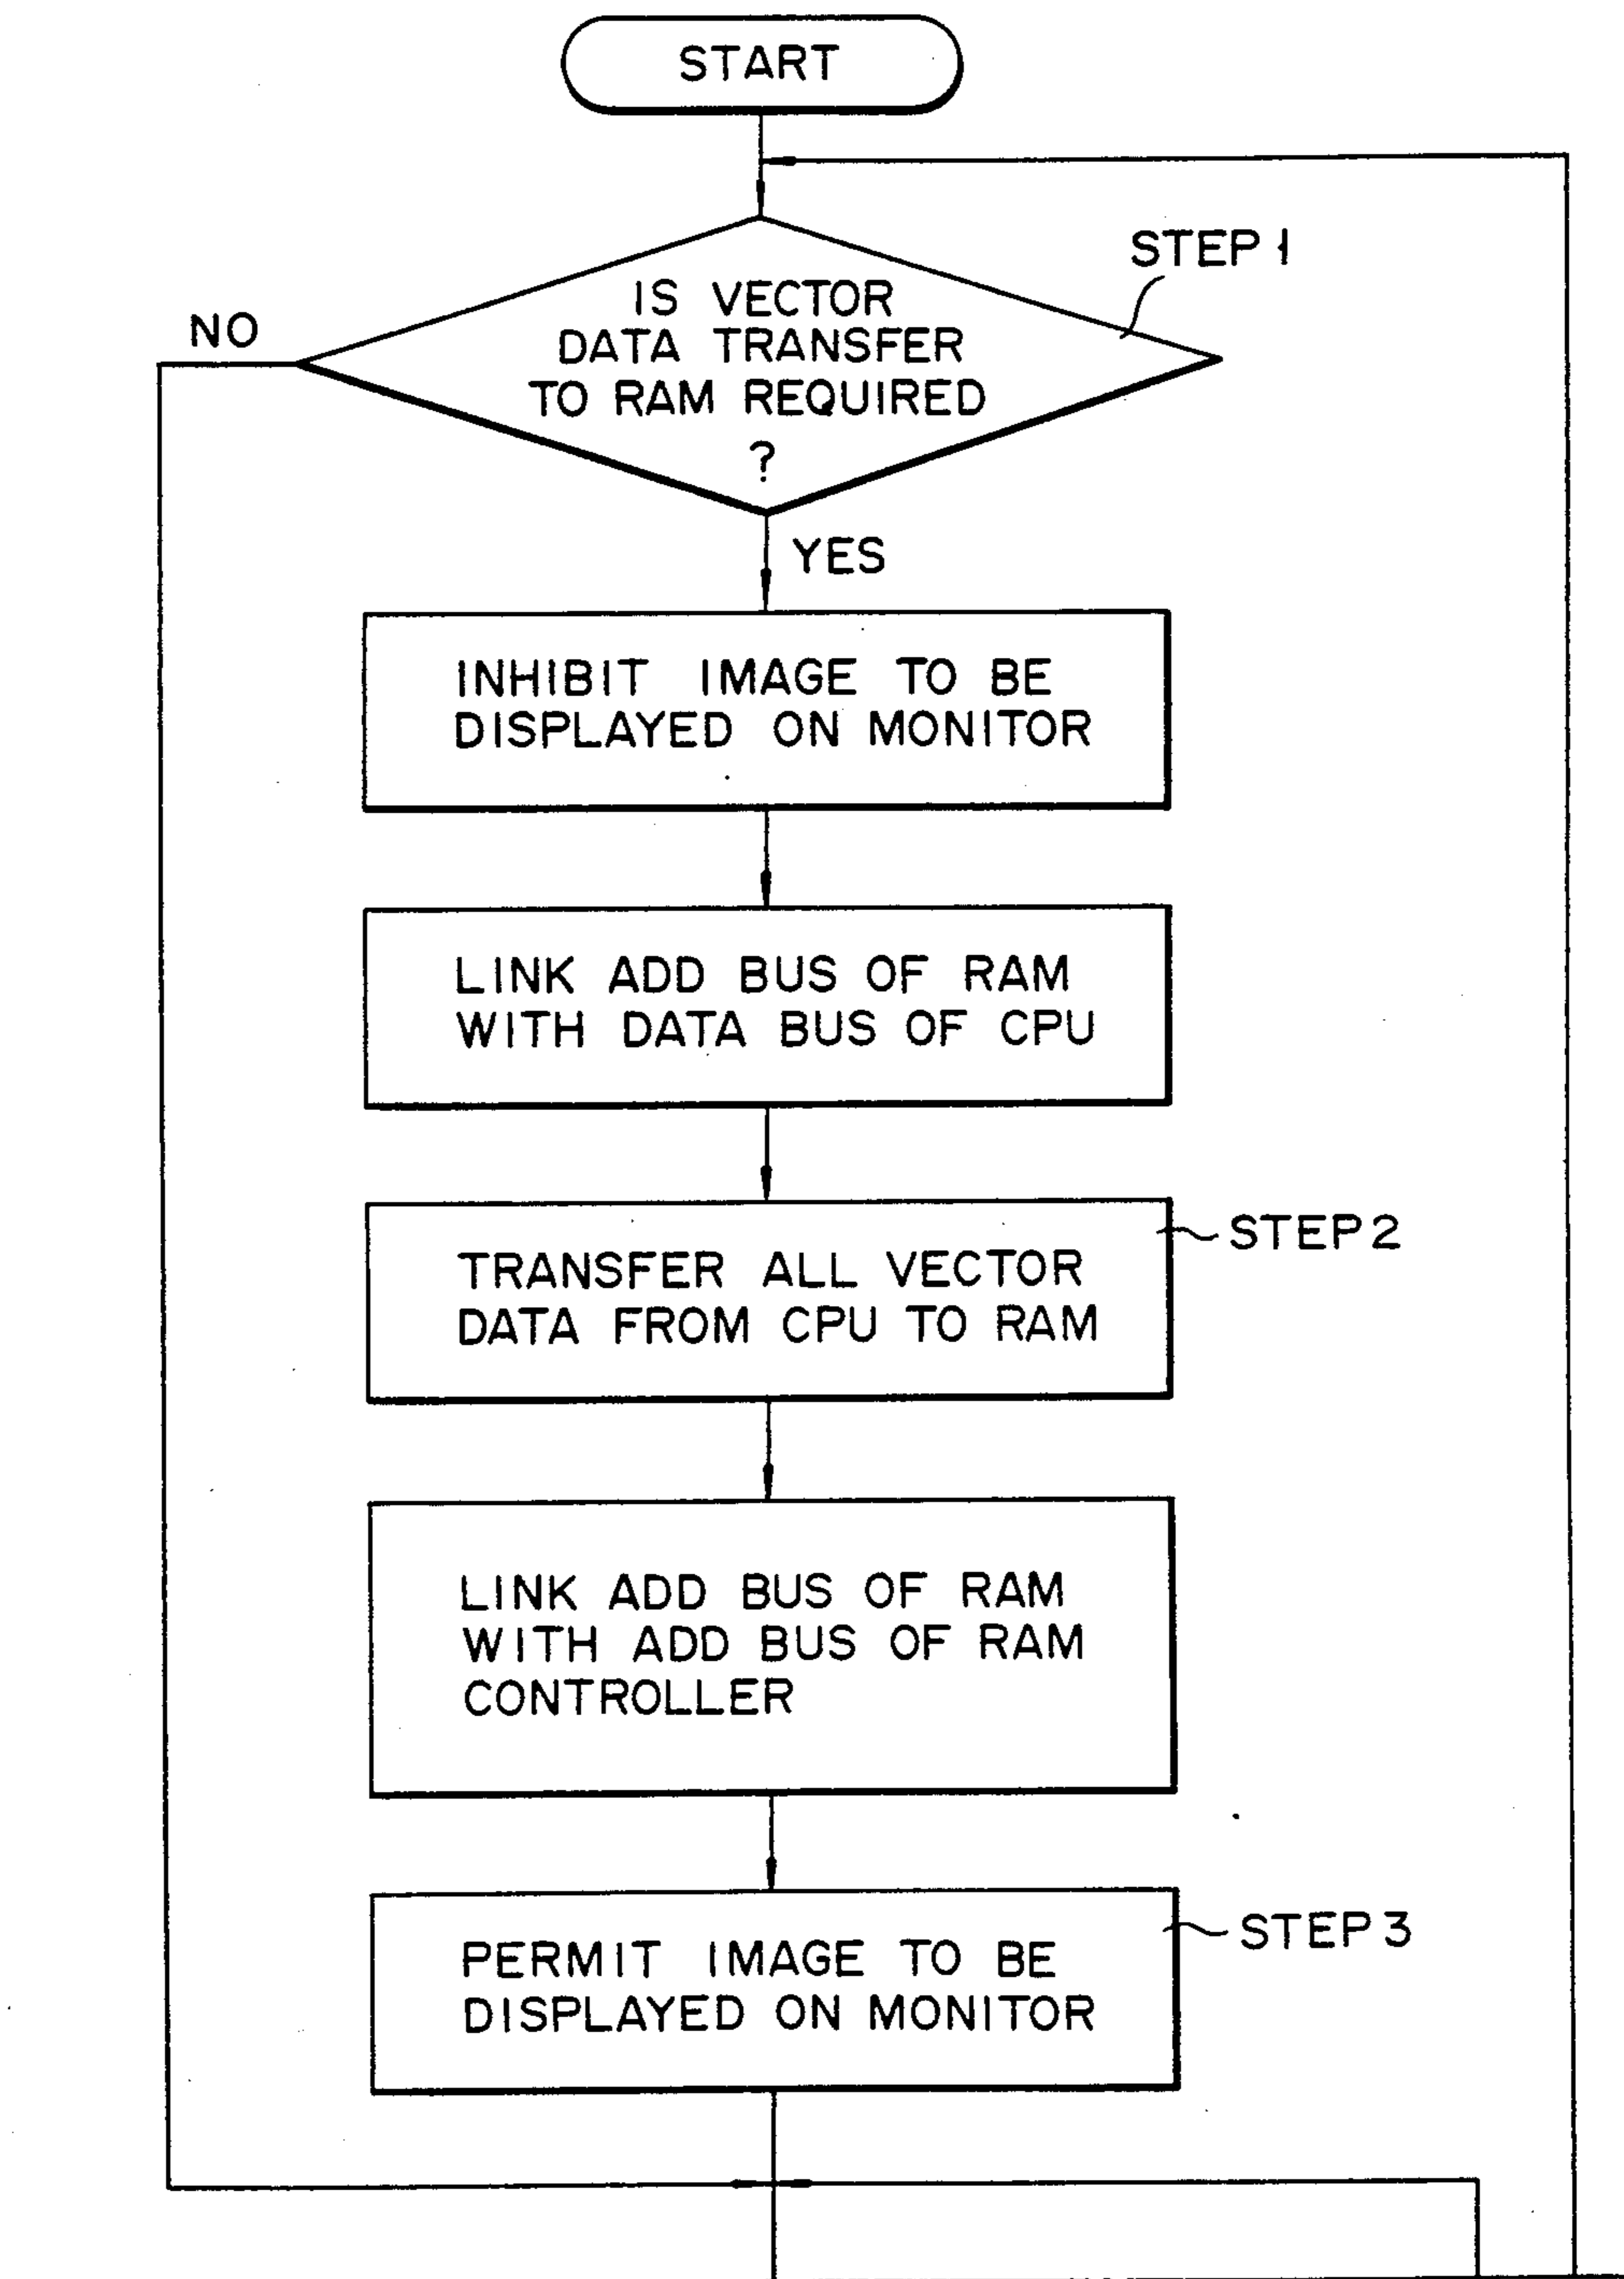 START
STEP 1
IS VECTOR
DATA TRANSFER
TO RAM REQUIRED
?
NO
YES
INHIBIT IMAGE TO BE
DISPLAYED ON MONITOR
LINK ADD BUS OF RAM
WITH DATA BUS OF CPU
STEP 2
TRANSFER ALL VECTOR
DATA FROM CPU TO RAM
LINK ADD BUS OF RAM
WITH ADD BUS OF RAM
CONTROLLER
STEP 3
PERMIT IMAGE TO BE
DISPLAYED ON MONITOR